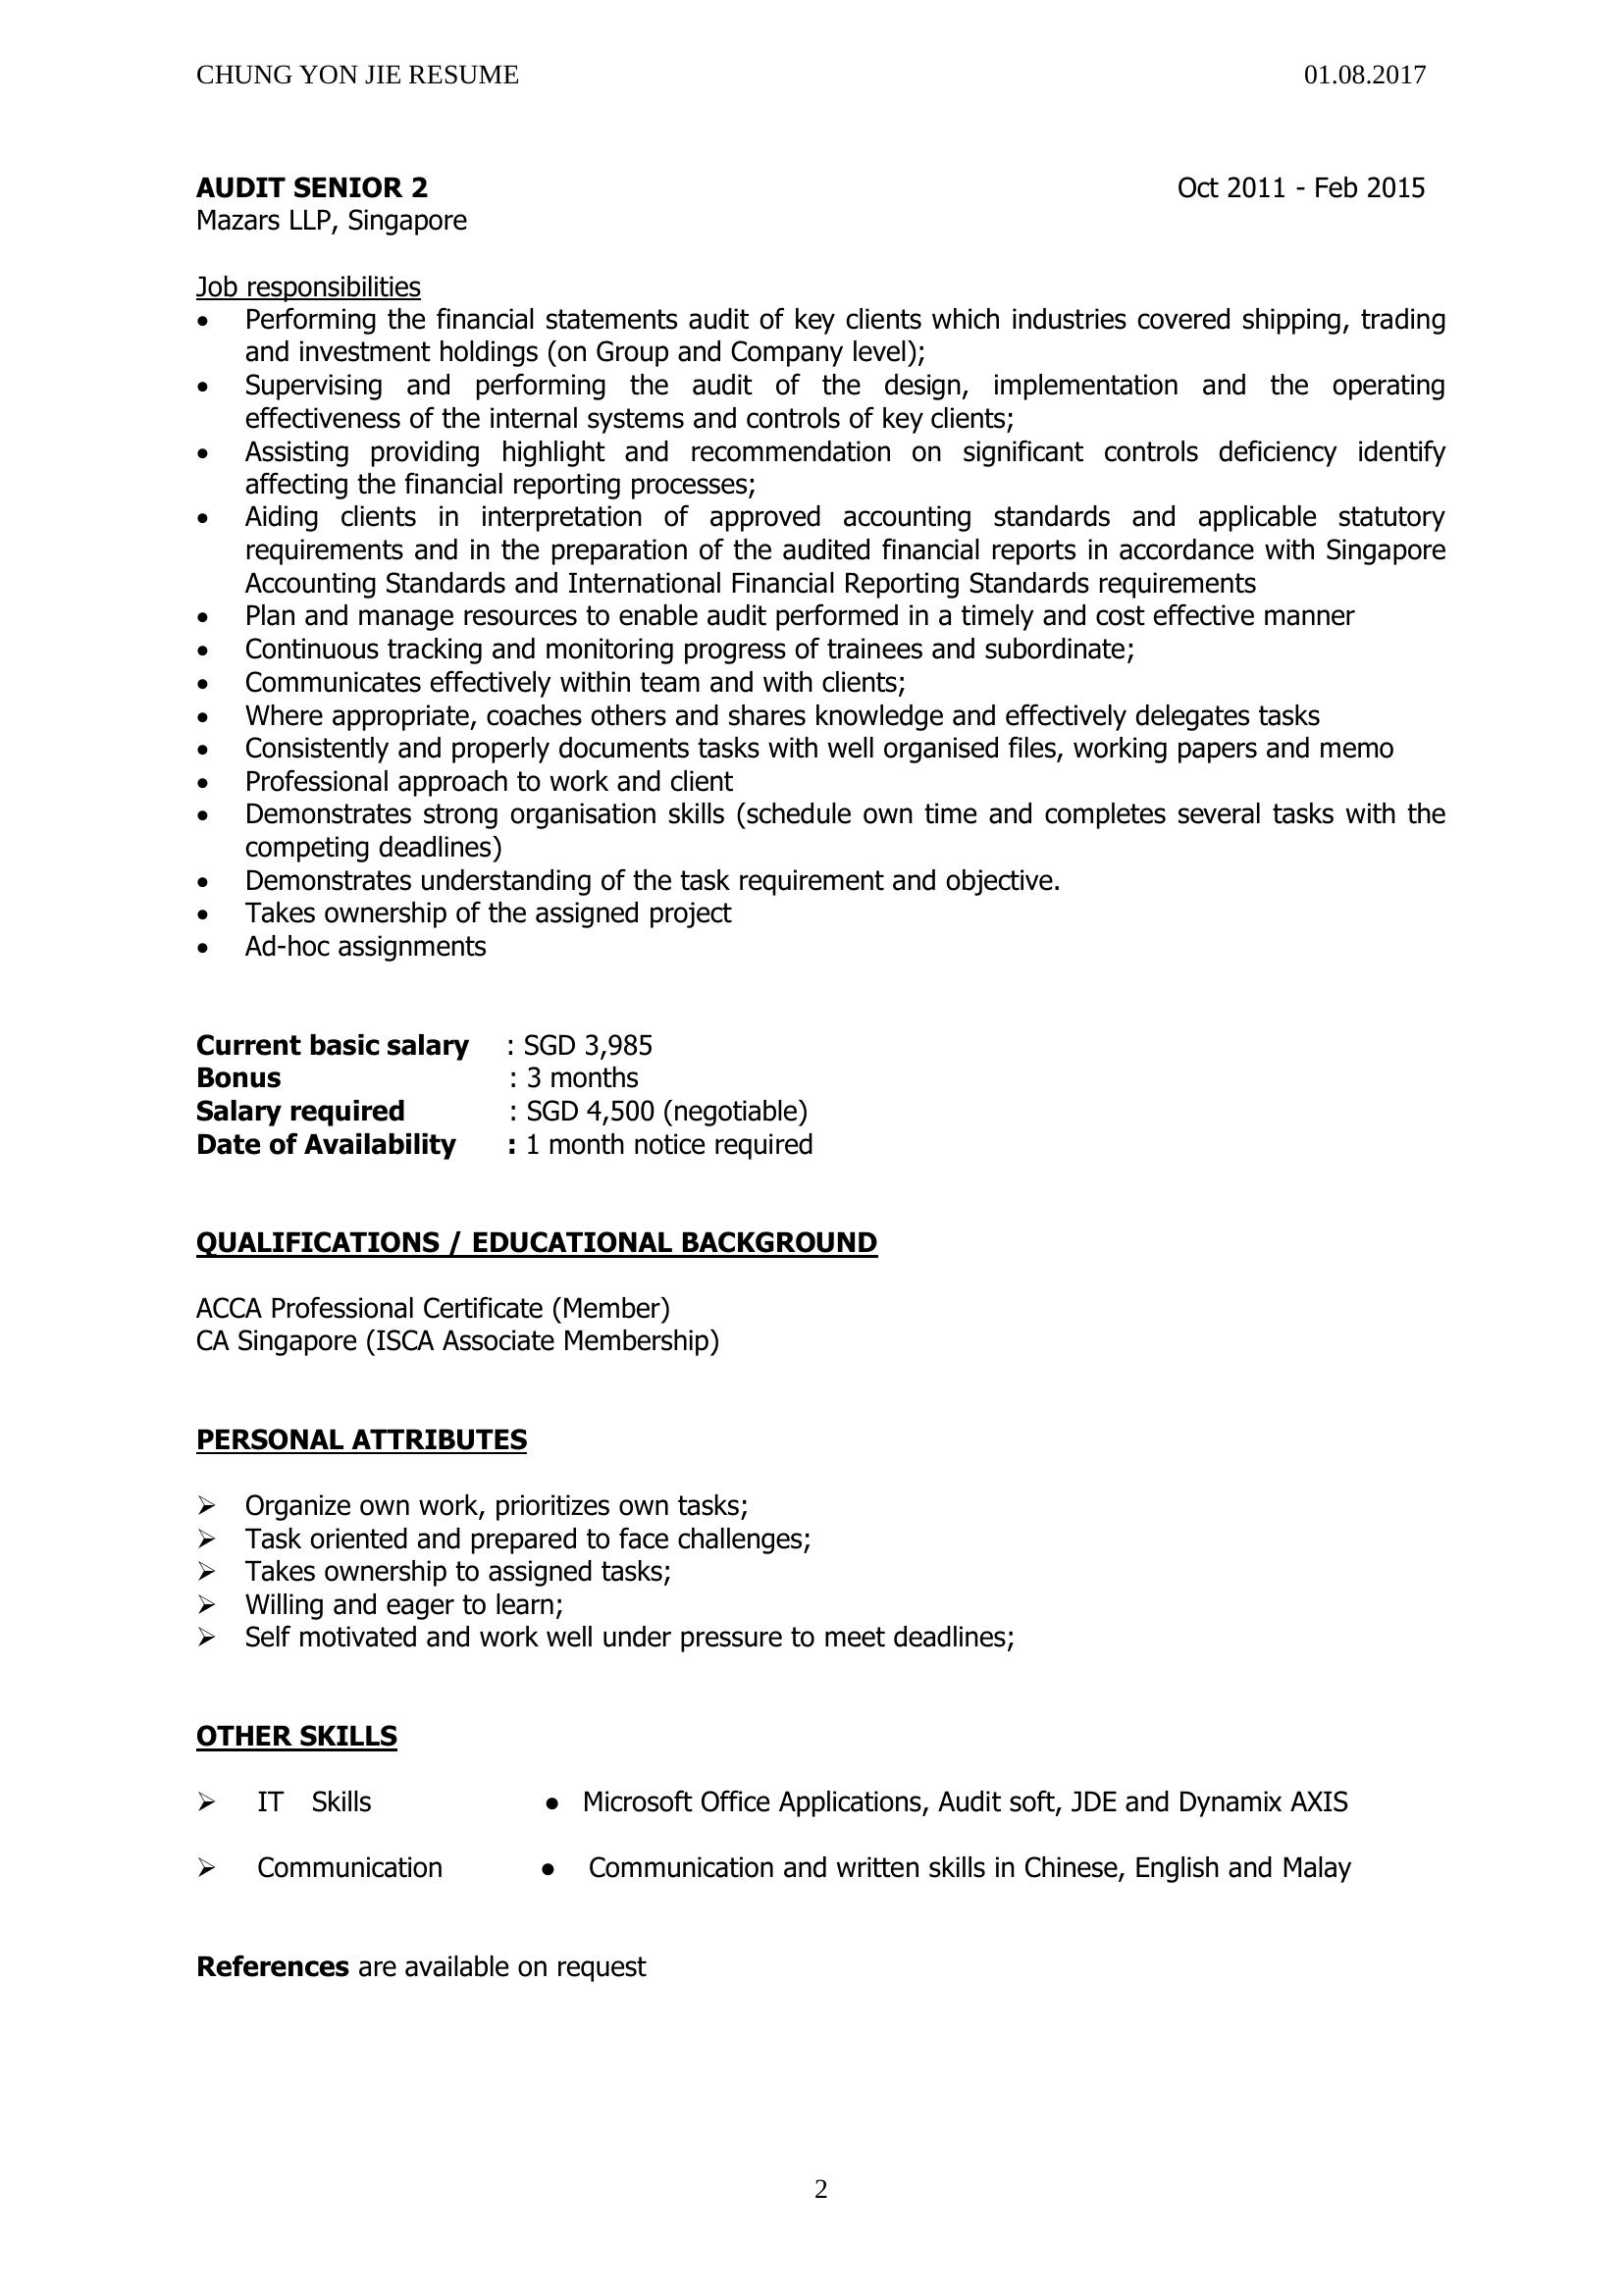 CHUNG YON JIE RESUME 01.08.2017
AUDIT SENIOR 2 Oct 2011 - Feb 2015
Mazars LLP, Singapore
Job responsibilities
• Performing the financial statements audit of key clients which industries covered shipping, trading
and investment holdings (on Group and Company level);
• Supervising and performing the audit of the design, implementation and the operating
effectiveness of the internal systems and controls of key clients;
• Assisting providing highlight and recommendation on significant controls deficiency identify
affecting the financial reporting processes;
• Aiding clients in interpretation of approved accounting standards and applicable statutory
requirements and in the preparation of the audited financial reports in accordance with Singapore
Accounting Standards and International Financial Reporting Standards requirements
• Plan and manage resources to enable audit performed in a timely and cost effective manner
• Continuous tracking and monitoring progress of trainees and subordinate;
• Communicates effectively within team and with clients;
• Where appropriate, coaches others and shares knowledge and effectively delegates tasks
• Consistently and properly documents tasks with well organised files, working papers and memo
• Professional approach to work and client
• Demonstrates strong organisation skills (schedule own time and completes several tasks with the
competing deadlines)
• Demonstrates understanding of the task requirement and objective.
• Takes ownership of the assigned project
• Ad-hoc assignments
Current basic salary : SGD 3,985
Bonus : 3 months
Salary required : SGD 4,500 (negotiable)
Date of Availability : 1 month notice required
QUALIFICATIONS / EDUCATIONAL BACKGROUND
ACCA Professional Certificate (Member)
CA Singapore (ISCA Associate Membership)
PERSONAL ATTRIBUTES
➢ Organize own work, prioritizes own tasks;
➢ Task oriented and prepared to face challenges;
➢ Takes ownership to assigned tasks;
➢ Willing and eager to learn;
➢ Self motivated and work well under pressure to meet deadlines;
OTHER SKILLS
➢ IT Skills ● Microsoft Office Applications, Audit soft, JDE and Dynamix AXIS
➢ Communication ● Communication and written skills in Chinese, English and Malay
References are available on request
2